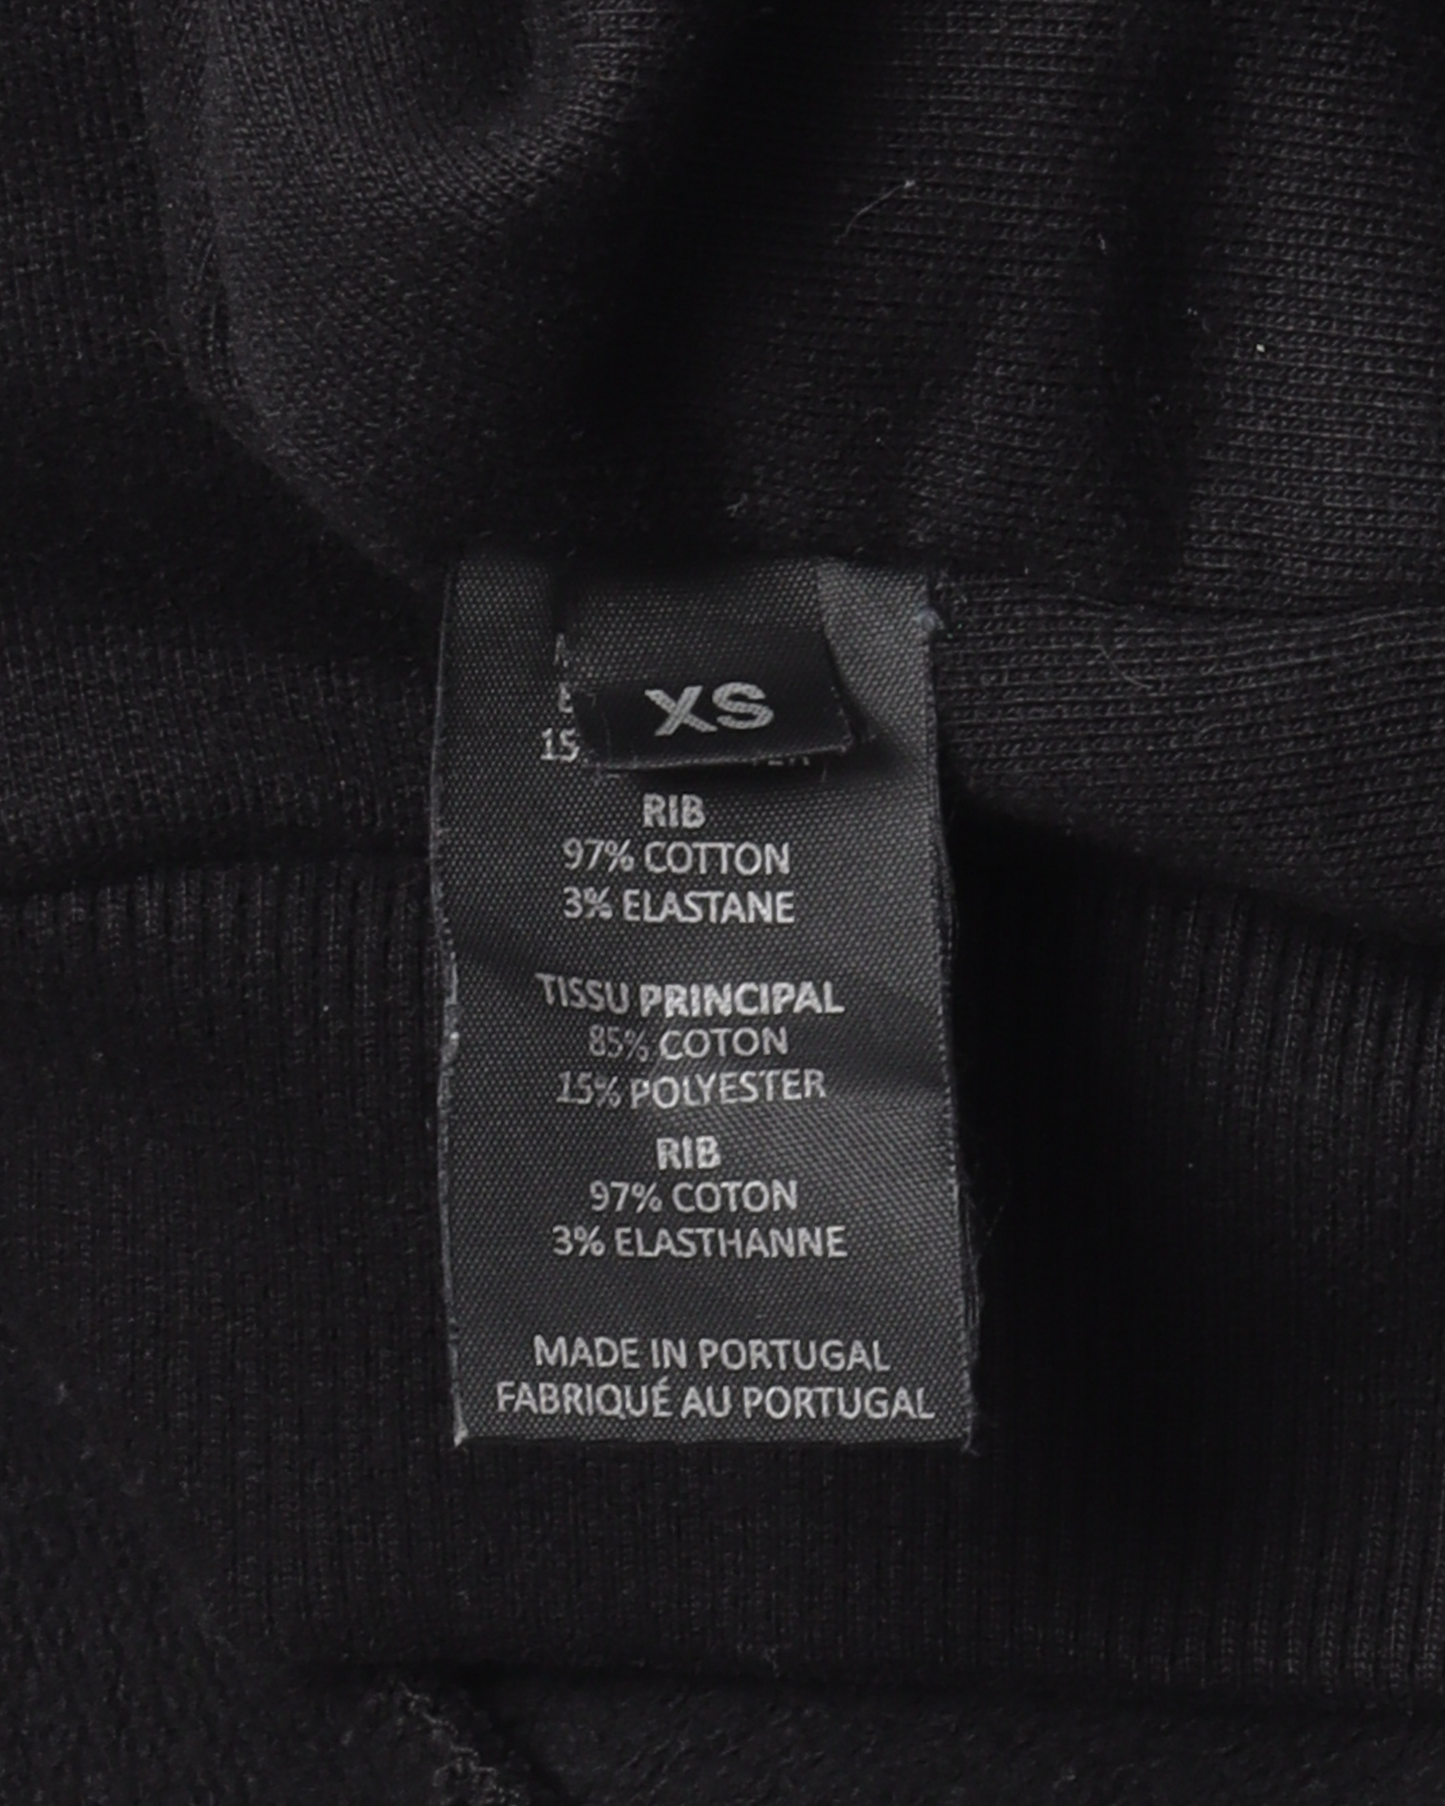 XS
15
RIB
97% COTTON
3% ELASTANE
TISSU PRINCIPAL
85% COTON
15% POLYESTER
RIB
97% COTON
3% ELASTHANNE
MADE IN PORTUGAL
FABRIQUÉ AU PORTUGAL